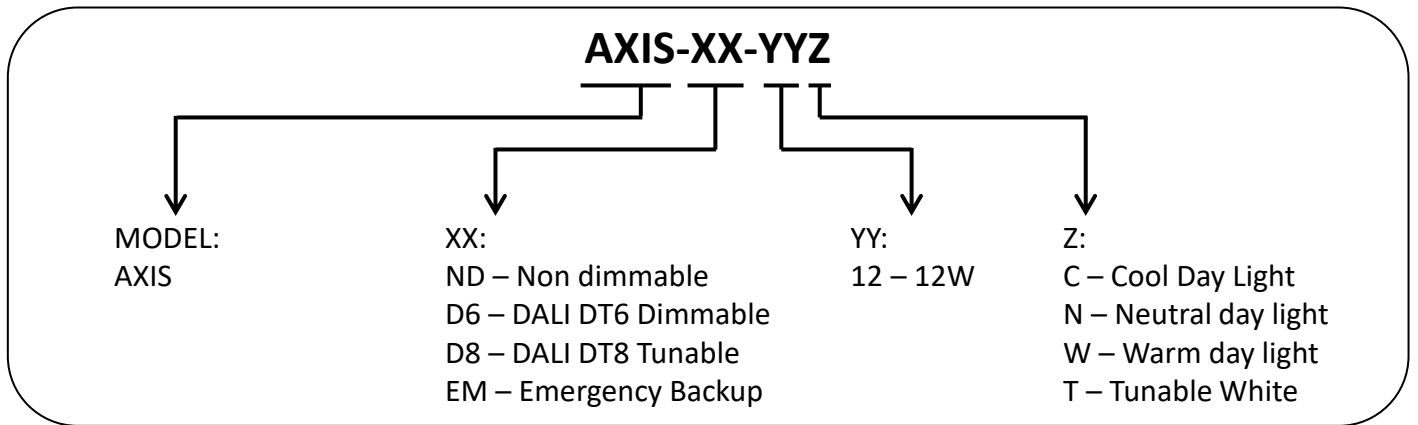 AXIS-XX-YYZ
MODEL:
AXIS
XX:
ND – Non dimmable
D6 – DALI DT6 Dimmable
D8 – DALI DT8 Tunable
EM – Emergency Backup
YY:
12 – 12W
Z:
C – Cool Day Light
N – Neutral day light
W – Warm day light
T – Tunable White